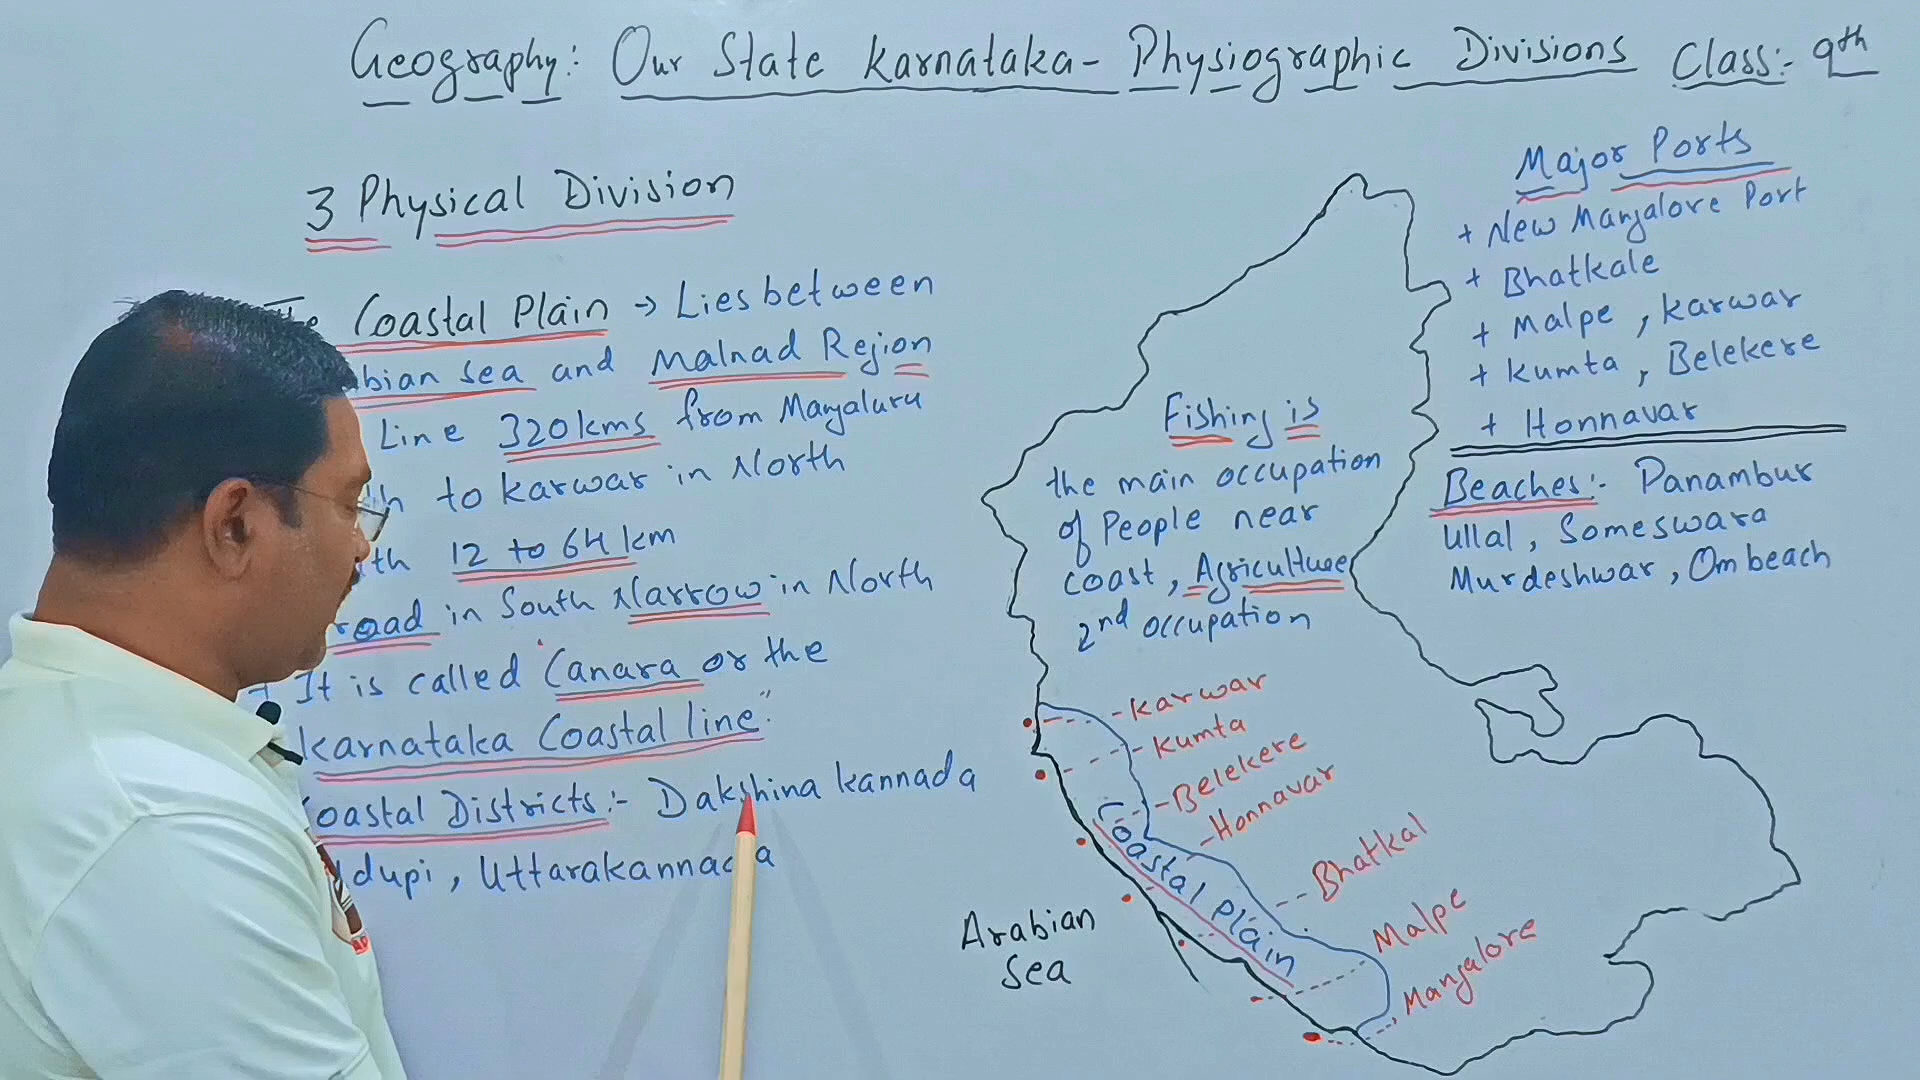 Geography: Our State Karnataka- Physiographic Divisions Class:- 9th
3 Physical Division
Coastal Plain → Lies between
bian Sea and Malnad Region
Line 320kms from Mangaluru
th to Karwar in North
th 12 to 64 km
road in South Narrow in North
+ It is called "Canara or the
Karnataka Coastal line".
oastal Districts:- Dakshina kannada
dupi, Uttarakannada
Fishing is
the main occupation
of People near
coast, Agriculture
2nd occupation
Karwar
Kumta
Belekere
Honnavar
Bhatkal
Malpe
Mangalore
Coastal Plain
Arabian
Sea
Major Ports
+ New Mangalore Port
+ Bhatkale
+ Malpe, Karwar
+ Kumta, Belekere
+ Honnavar
Beaches:- Panambur
Ullal, Someswara
Murdeshwar, Om beach